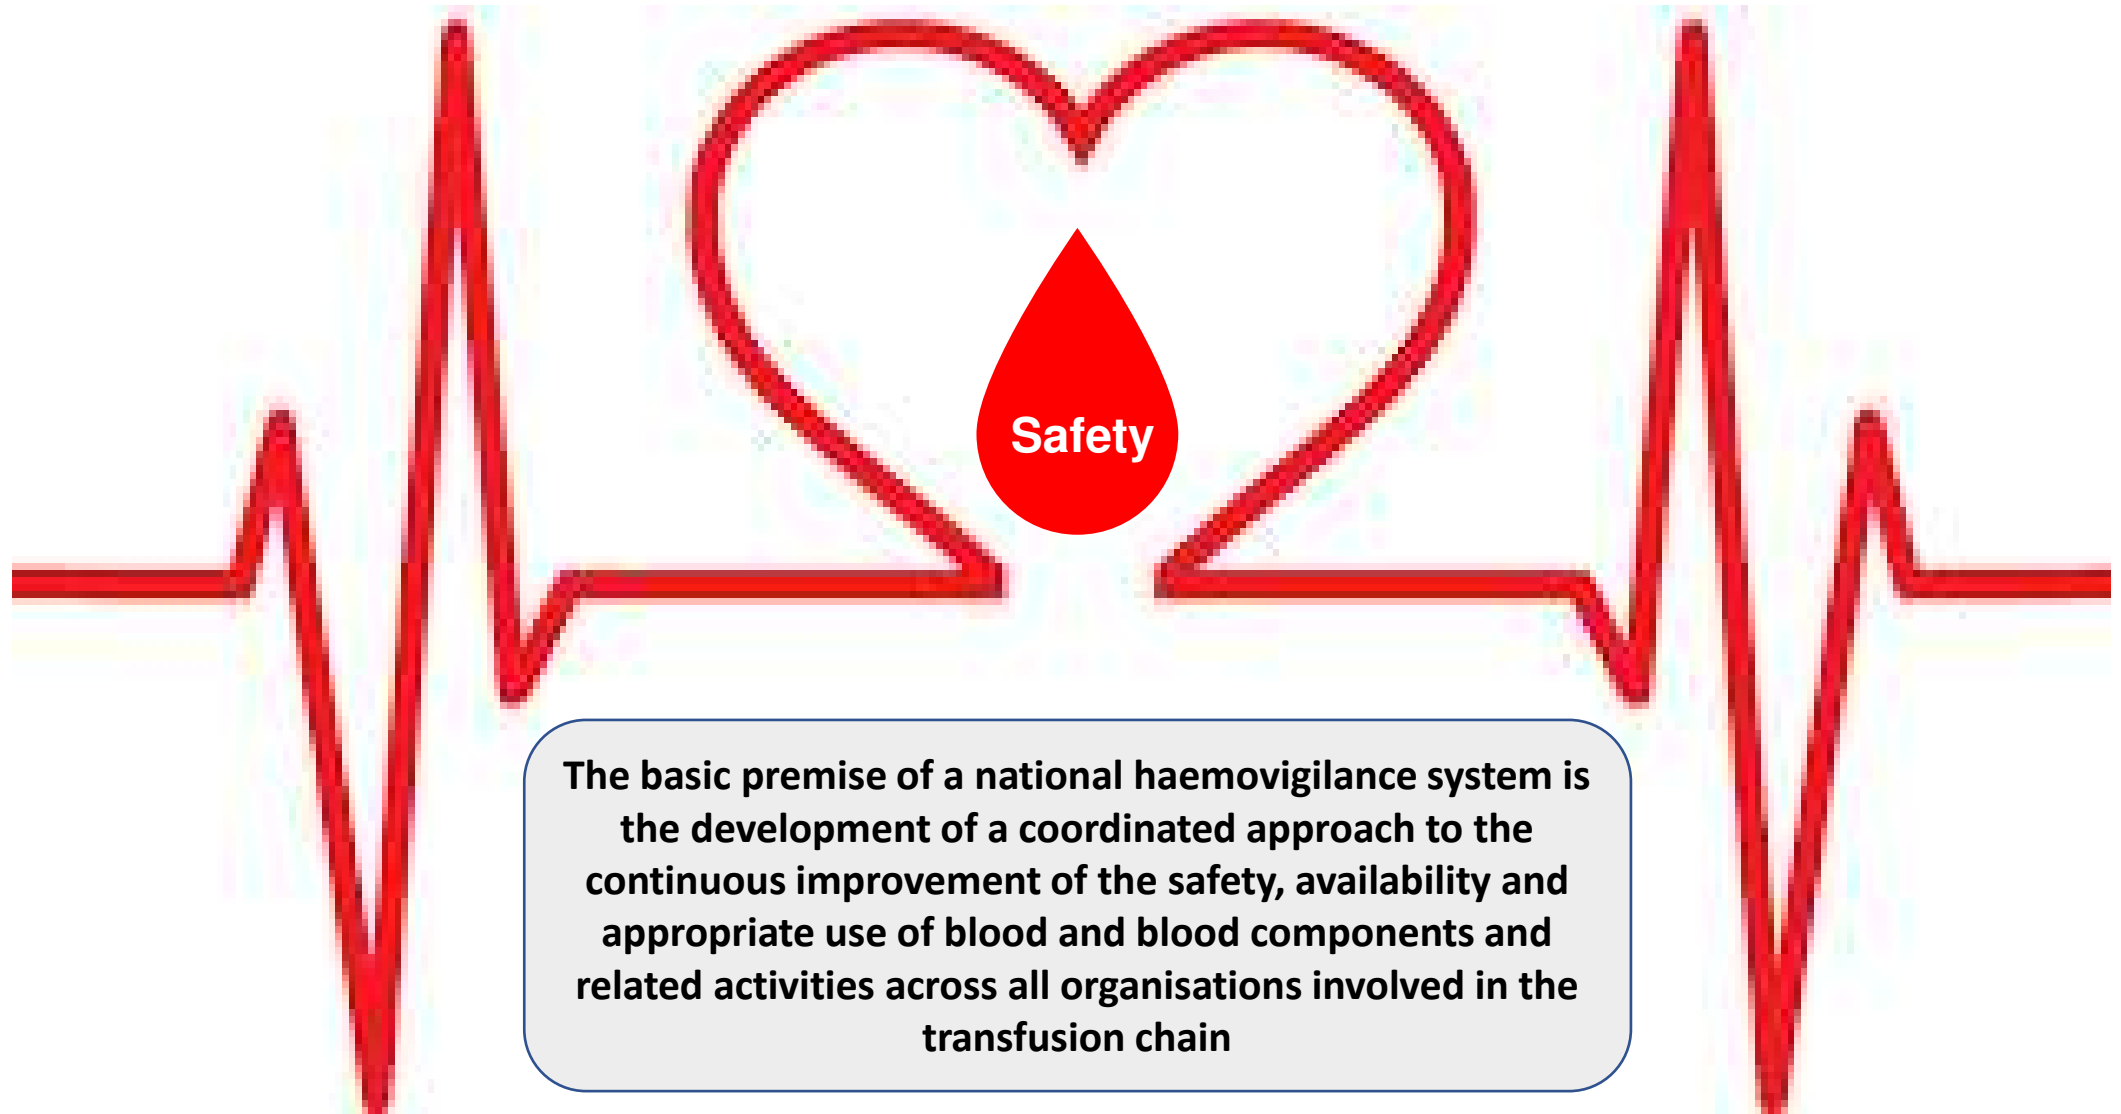 Safety
The basic premise of a national haemovigilance system is
the development of a coordinated approach to the
continuous improvement of the safety, availability and
appropriate use of blood and blood components and
related activities across all organisations involved in the
transfusion chain